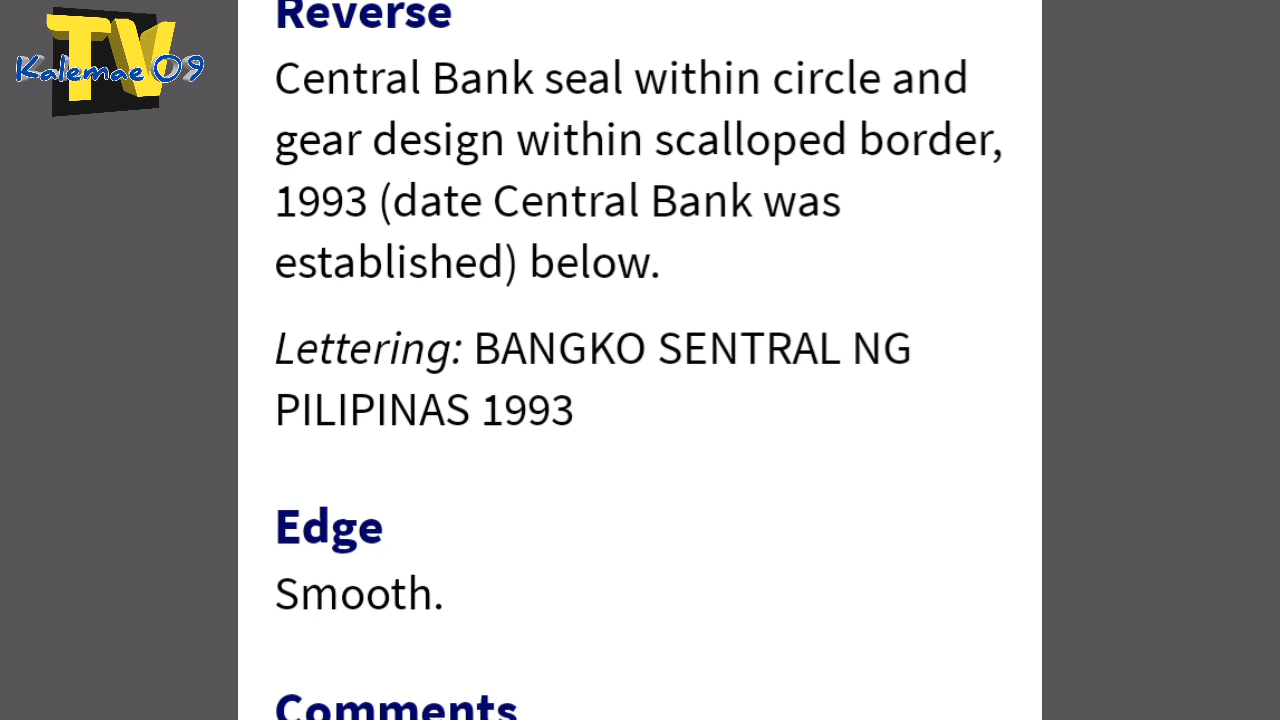 TV
Kalemae 09
Reverse
Central Bank seal within circle and
gear design within scalloped border,
1993 (date Central Bank was
established) below.
Lettering: BANGKO SENTRAL NG
PILIPINAS 1993
Edge
Smooth.
Comments